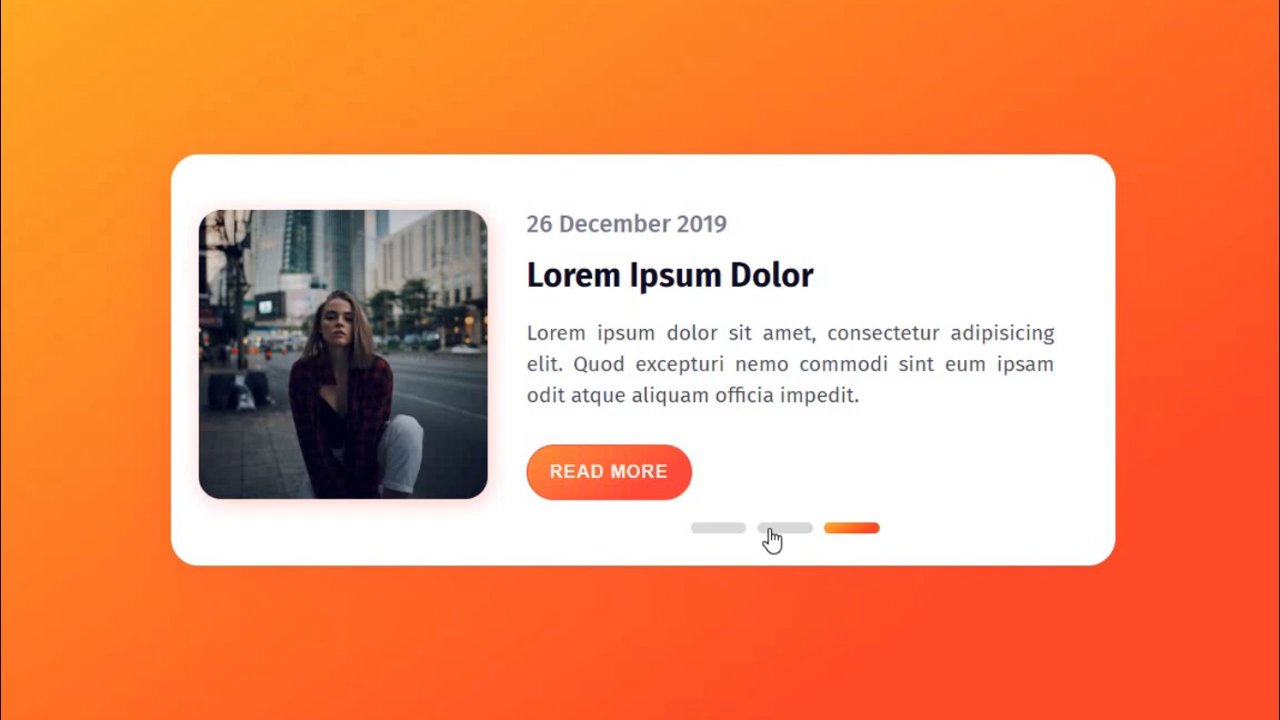 26 December 2019
Lorem Ipsum Dolor
Lorem ipsum dolor sit amet, consectetur adipisicing
elit. Quod excepturi nemo commodi sint eum ipsam
odit atque aliquam officia impedit.
READ MORE